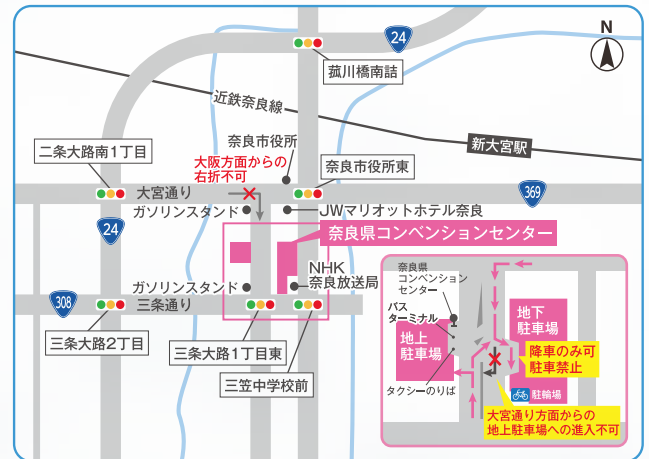 24
N
菰川橋南詰
近鉄奈良線
奈良市役所
新大宮駅
二条大路南1丁目
大阪方面からの
右折不可
奈良市役所東
大宮通り
369
ガソリンスタンド
JWマリオットホテル奈良
24
奈良県コンベンションセンター
NHK
奈良放送局
ガソリンスタンド
308
三条通り
三条大路2丁目
三条大路1丁目東
三笠中学校前
奈良県
コンベンション
センター
バス
ターミナル
地上
駐車場
地下
駐車場
降車のみ可
駐車禁止
タクシーのりば
駐輪場
大宮通り方面からの
地上駐車場への進入不可